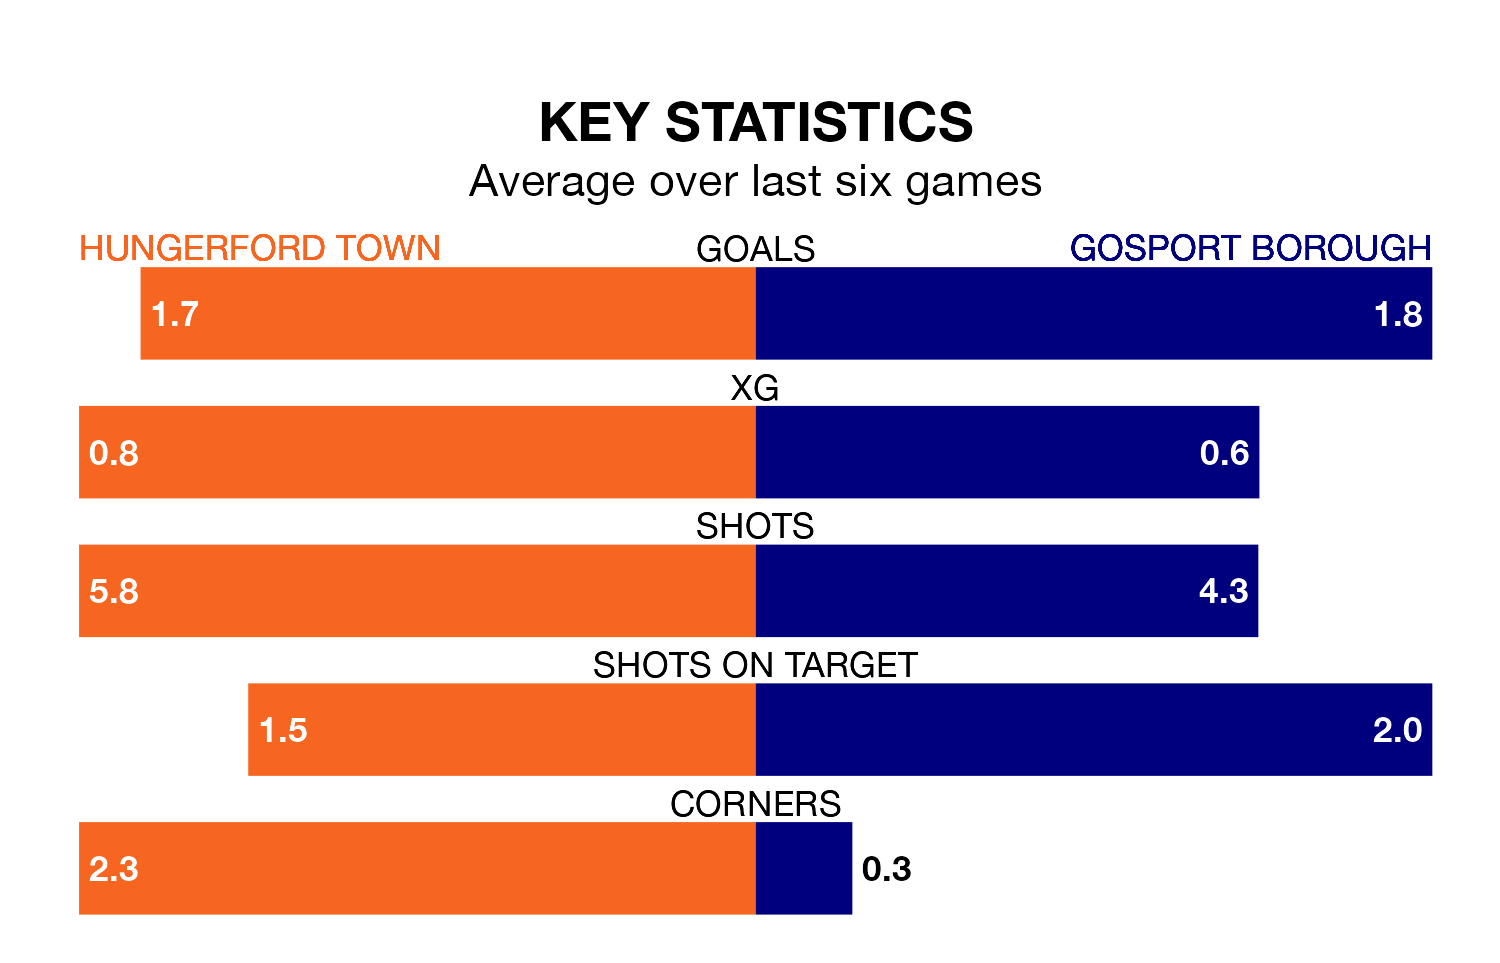 KEY STATISTICS
Average over last six games
HUNGERFORD TOWN GOALS GOSPORT BOROUGH
1.7 1.8
XG
0.8 0.6
SHOTS
5.8 4.3
SHOTS ON TARGET
1.5 2.0
CORNERS
2.3 0.3